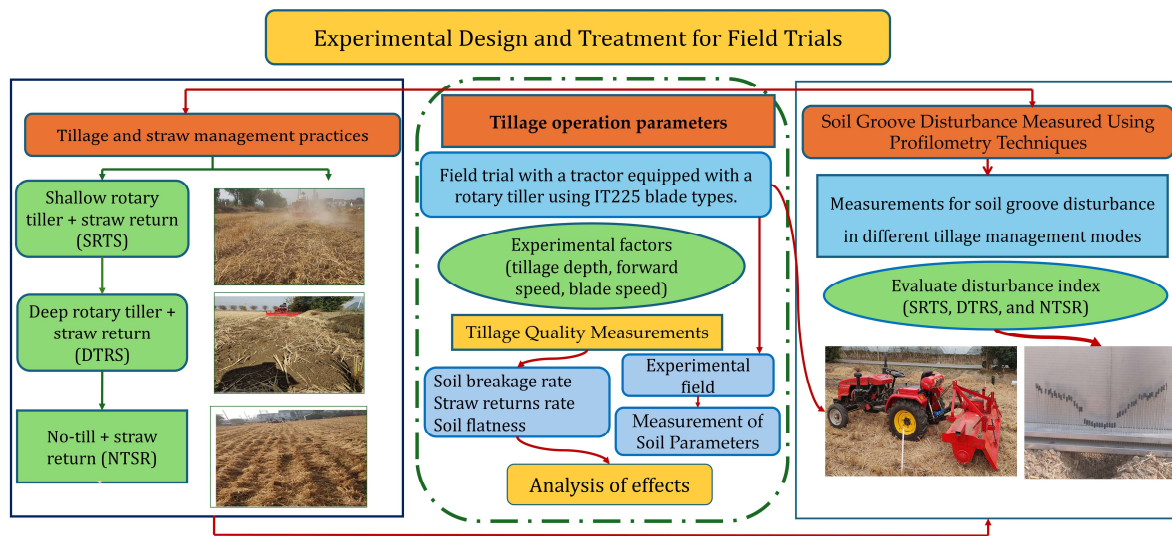 Experimental Design and Treatment for Field Trials
Tillage and straw management practices
Shallow rotary
tiller + straw return
(SRTS)
Deep rotary tiller +
straw return
(DTRS)
No-till + straw
return (NTSR)
Tillage operation parameters
Field trial with a tractor equipped with a
rotary tiller using IT225 blade types.
Experimental factors
(tillage depth, forward
speed, blade speed)
Tillage Quality Measurements
Soil breakage rate
Straw returns rate
Soil flatness
Experimental
field
Measurement of
Soil Parameters
Analysis of effects
Soil Groove Disturbance Measured Using
Profilometry Techniques
Measurements for soil groove disturbance
in different tillage management modes
Evaluate disturbance index
(SRTS, DTRS, and NTSR)